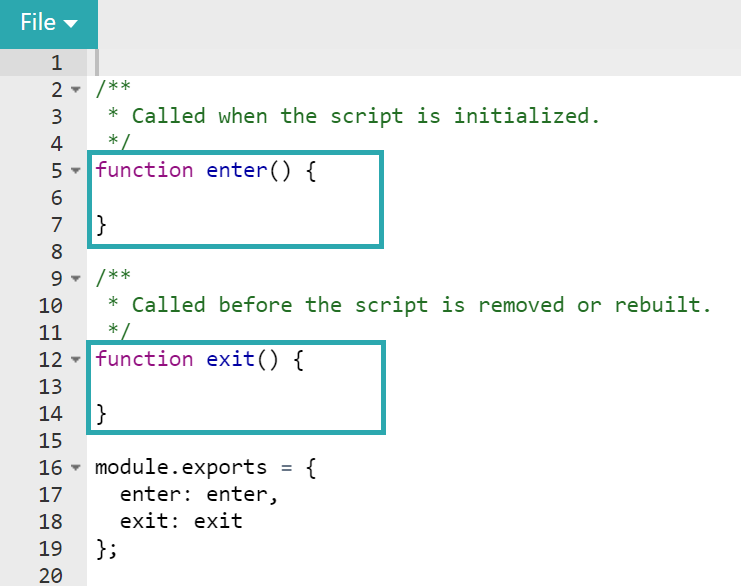 File
1
2 /**
3  * Called when the script is initialized.
4  */
5 function enter() {
6
7 }
8
9 /**
10  * Called before the script is removed or rebuilt.
11  */
12 function exit() {
13
14 }
15
16 module.exports = {
17   enter: enter,
18   exit: exit
19 };
20